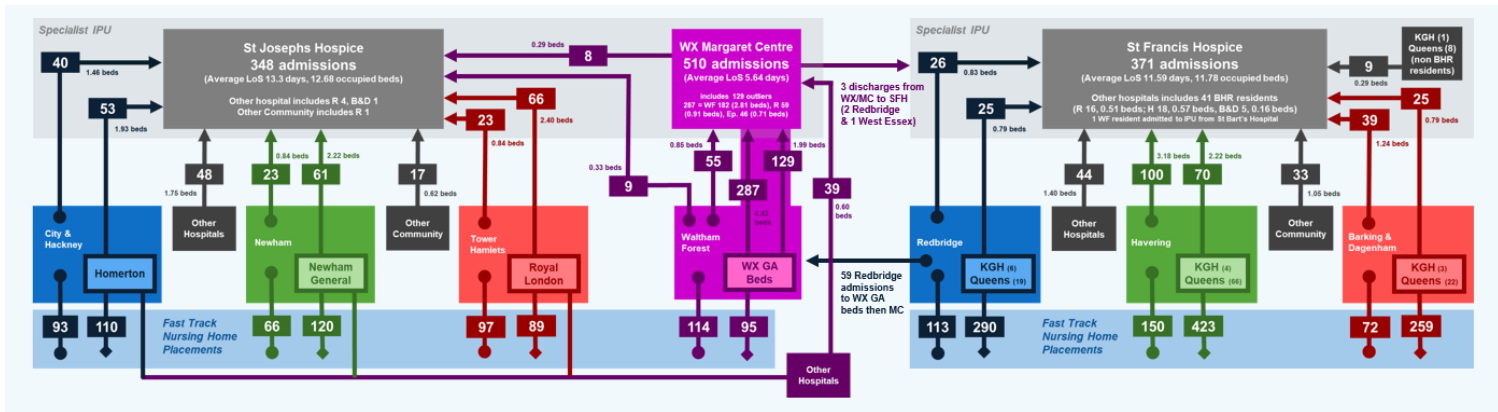 Specialist IPU
St Josephs Hospice
348 admissions
(Average LoS 13.3 days, 12.68 occupied beds)
Other hospital includes R 4, B&D 1
Other Community includes R 1
40
1.46 beds
53
1.93 beds
48
1.75 beds
0.84 beds
23
2.22 beds
61
17
0.62 beds
23
0.84 beds
66
2.40 beds
0.29 beds
8
0.33 beds
9
WX Margaret Centre
510 admissions
(Average LoS 5.64 days)
includes 129 outliers
287 = WF 182 (2.81 beds), R 59
(0.91 beds), Ep. 46 (0.71 beds)
0.85 beds
55
287
4.43
beds
1.99 beds
129
39
0.60
beds
3 discharges from
WX/MC to SFH
(2 Redbridge
& 1 West Essex)
City &
Hackney
Homerton
Other
Hospitals
Newham
Newham
General
Other
Community
Tower
Hamlets
Royal
London
Waltham
Forest
WX GA
Beds
59 Redbridge
admissions
to WX GA
beds then MC
93
110
Fast Track
Nursing Home
Placements
66
120
97
89
114
95
Other
Hospitals
Specialist IPU
St Francis Hospice
371 admissions
(Average LoS 11.59 days, 11.78 occupied beds)
Other hospitals includes 41 BHR residents
(R 16, 0.51 beds; H 18, 0.57 beds, B&D 5, 0.16 beds)
1 WF resident admitted to IPU from St Bart's Hospital
26
0.83 beds
25
0.79 beds
44
1.40 beds
3.18 beds
100
2.22 beds
70
33
1.05 beds
39
1.24 beds
25
0.79 beds
9
0.29 beds
KGH (1)
Queens (8)
(non BHR
residents)
Redbridge
KGH (6)
Queens (19)
Other
Hospitals
Havering
KGH (4)
Queens (66)
Other
Community
Barking &
Dagenham
KGH (3)
Queens (22)
113
290
Fast Track
Nursing Home
Placements
150
423
72
259